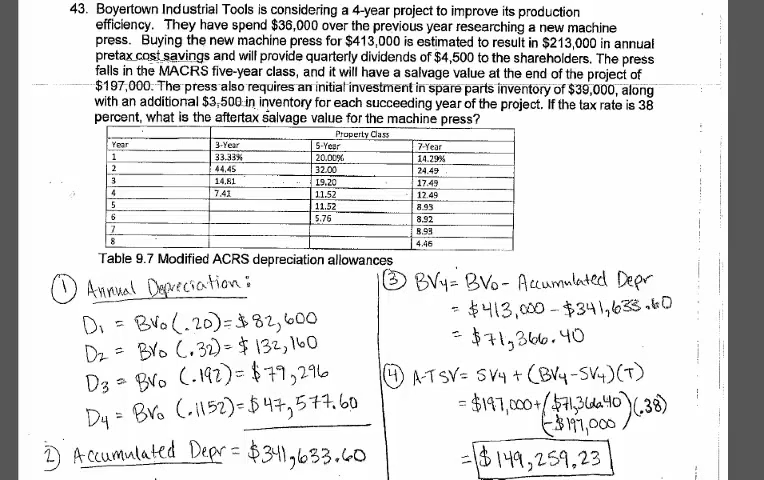 43. Boyertown Industrial Tools is considering a 4-year project to improve its production
efficiency. They have spend $36,000 over the previous year researching a new machine
press. Buying the new machine press for $413,000 is estimated to result in $213,000 in annual
pretax cost savings and will provide quarterly dividends of $4,500 to the shareholders. The press
falls in the MACRS five-year class, and it will have a salvage value at the end of the project of
$197,000. The press also requires an initial investment in spare parts inventory of $39,000, along
with an additional $3,500 in inventory for each succeeding year of the project. If the tax rate is 38
percent, what is the aftertax salvage value for the machine press?
Property Class
Year 3-Year 5-Year 7-Year
1 33.33% 20.00% 14.29%
2 44.45 32.00 24.49
3 14.81 19.20 17.49
4 7.41 11.52 12.49
5 11.52 8.93
6 5.76 8.92
7 8.93
8 4.46
Table 9.7 Modified ACRS depreciation allowances
① Annual Depreciation:
D1 = BV0 (.20) = $82,600
D2 = BV0 (.32) = $132,160
D3 = BV0 (.192) = $79,296
D4 = BV0 (.1152) = $47,577.60
2) Accumulated Depr = $341,633.60
③ BV4 = BV0 - Accumulated Depr
= $413,000 - $341,633.60
= $71,366.40
④ A-TSV = SV4 + (BV4-SV4)(T)
= $197,000 + ($71,366.40 - $197,000)(.38)
= $149,259.23